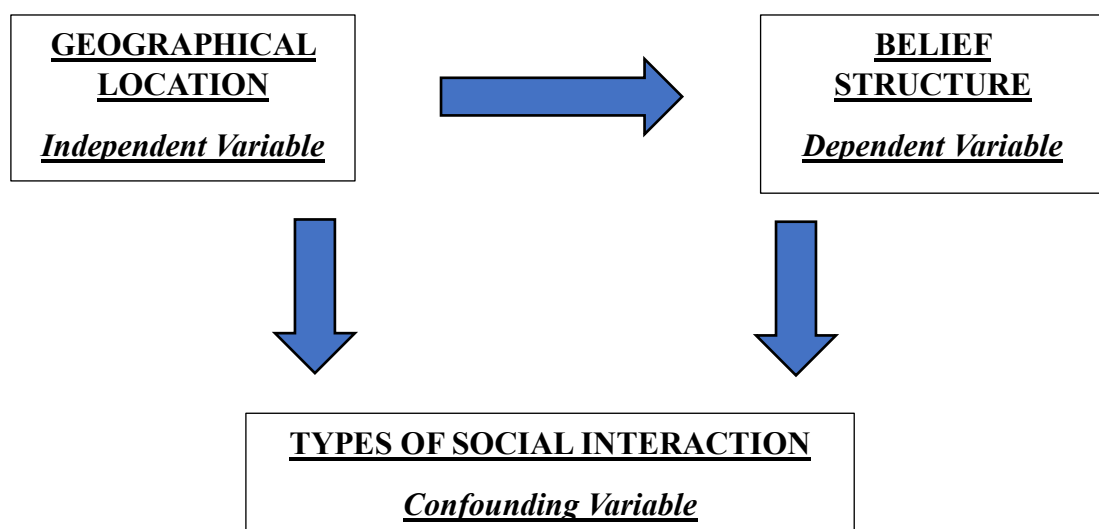 GEOGRAPHICAL
LOCATION
Independent Variable
BELIEF
STRUCTURE
Dependent Variable
TYPES OF SOCIAL INTERACTION
Confounding Variable